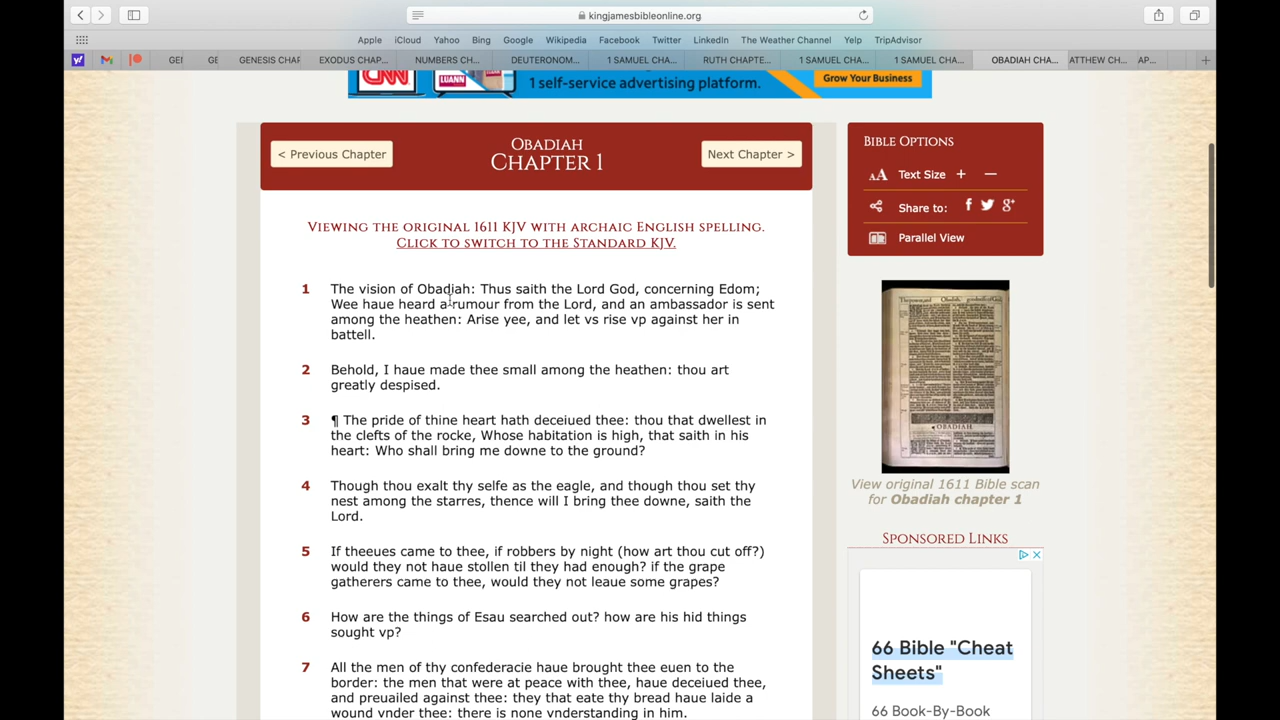 kingjamesbibleonline.org
Apple iCloud Yahoo Bing Google Wikipedia Facebook Twitter LinkedIn The Weather Channel Yelp TripAdvisor
GEI GE GENESIS CHAP EXODUS CHAP... NUMBERS CH... DEUTERONOM... 1 SAMUEL CHA... RUTH CHAPTE... 1 SAMUEL CHA... 1 SAMUEL CHA... OBADIAH CHA... ATTHEW CH... AP...
CNN LUANN
1 self-service advertising platform.
Grow Your Business
< Previous Chapter
OBADIAH
CHAPTER 1
Next Chapter >
VIEWING THE ORIGINAL 1611 KJV WITH ARCHAIC ENGLISH SPELLING.
CLICK TO SWITCH TO THE STANDARD KJV.
1 The vision of Obadiah: Thus saith the Lord God, concerning Edom;
Wee haue heard a rumour from the Lord, and an ambassador is sent
among the heathen: Arise yee, and let vs rise vp against her in
battell.
2 Behold, I haue made thee small among the heathen: thou art
greatly despised.
3 ¶ The pride of thine heart hath deceiued thee: thou that dwellest in
the clefts of the rocke, Whose habitation is high, that saith in his
heart: Who shall bring me downe to the ground?
4 Though thou exalt thy selfe as the eagle, and though thou set thy
nest among the starres, thence will I bring thee downe, saith the
Lord.
5 If theeues came to thee, if robbers by night (how art thou cut off?)
would they not haue stollen til they had enough? if the grape
gatherers came to thee, would they not leaue some grapes?
6 How are the things of Esau searched out? how are his hid things
sought vp?
7 All the men of thy confederacie haue brought thee euen to the
border: the men that were at peace with thee, haue deceiued thee,
and preuailed against thee: they that eate thy bread haue laide a
wound vnder thee: there is none vnderstanding in him.
BIBLE OPTIONS
AA Text Size + —
Share to: f g+
Parallel View
OBADIAH
View original 1611 Bible scan
for Obadiah chapter 1
SPONSORED LINKS
66 Bible "Cheat
Sheets"
66 Book-By-Book